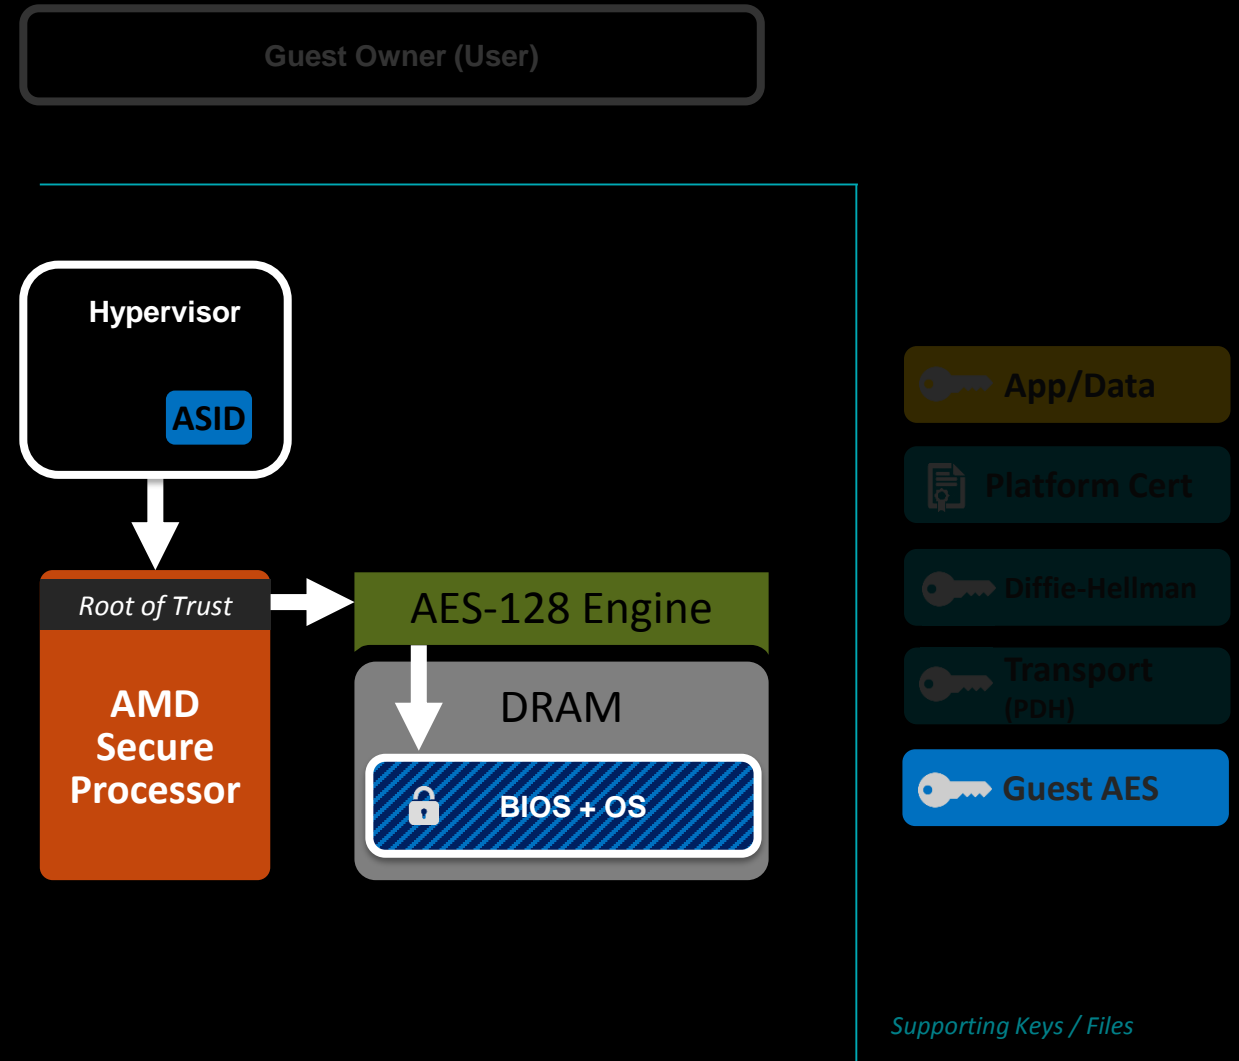 Guest Owner (User)
Hypervisor
ASID
Root of Trust
AMD
Secure
Processor
AES-128 Engine
DRAM
BIOS + OS
App/Data
Platform Cert
Diffie-Hellman
Transport
(PDH)
Guest AES
Supporting Keys / Files